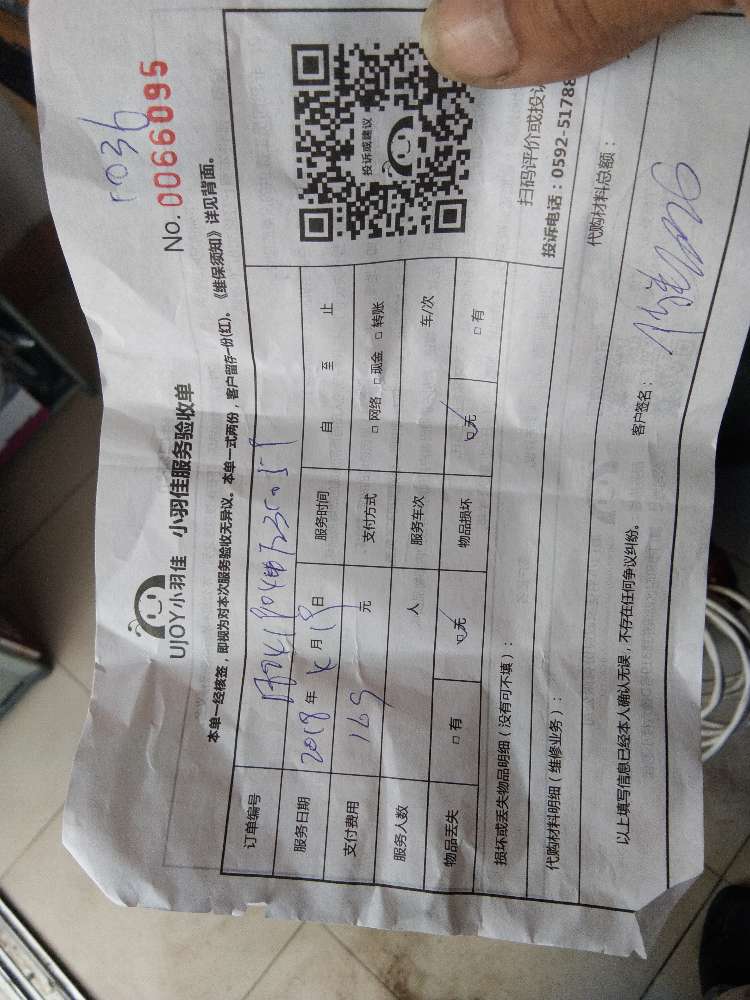 1036
No. 0066095
UJOY小羽佳 小羽佳服务验收单
本单一经核签，即视为对本次服务验收无异议。本单一式两份，客户留存一份(红)。《维保须知》详见背面。
订单编号
服务日期 2018年 月 日 服务时间 自 至 止
支付费用 169 元 支付方式 □网络 □现金 □转账
服务人数 人 服务车次 车/次
物品丢失 □有 □无 物品损坏 □无 □有
损坏或丢失物品明细（没有可不填）：
代购材料明细（维修业务）： 代购材料总额：
以上填写信息已经本人确认无误，不存在任何争议纠纷。 客户签名：
投诉或建议
扫码评价或投诉
投诉电话：0592-51788